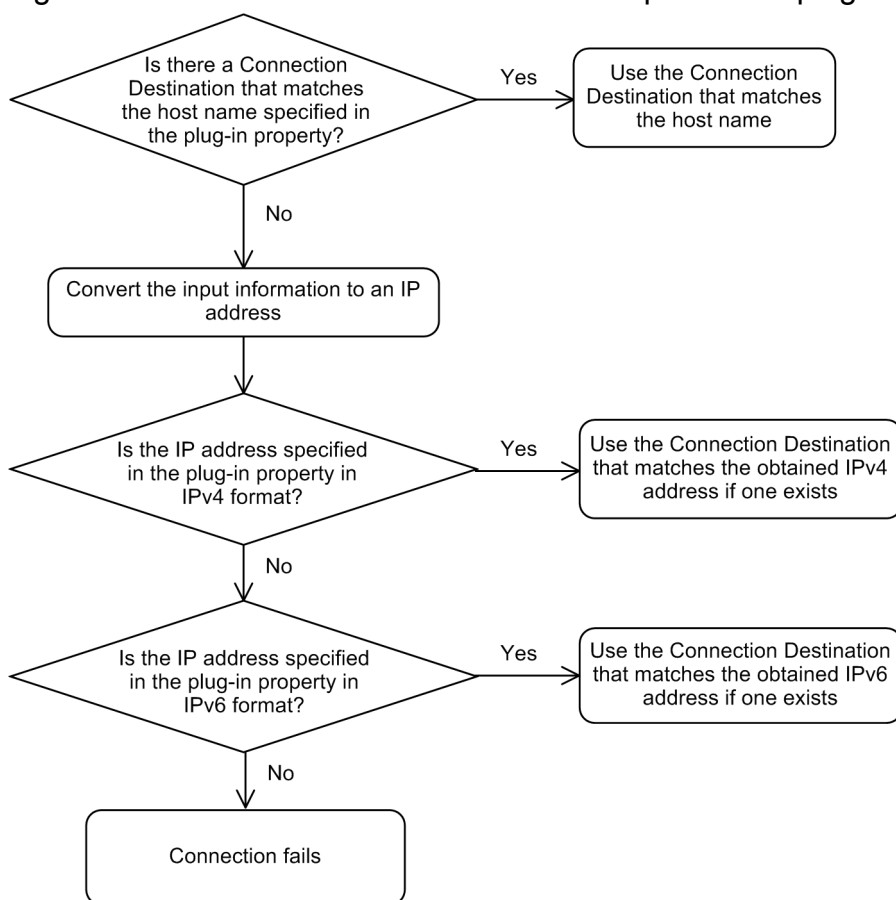 Is there a Connection
Destination that matches
the host name specified in
the plug-in property?
Yes
Use the Connection
Destination that matches
the host name
No
Convert the input information to an IP
address
Is the IP address specified
in the plug-in property in
IPv4 format?
Yes
Use the Connection Destination
that matches the obtained IPv4
address if one exists
No
Is the IP address specified
in the plug-in property in
IPv6 format?
Yes
Use the Connection Destination
that matches the obtained IPv6
address if one exists
No
Connection fails